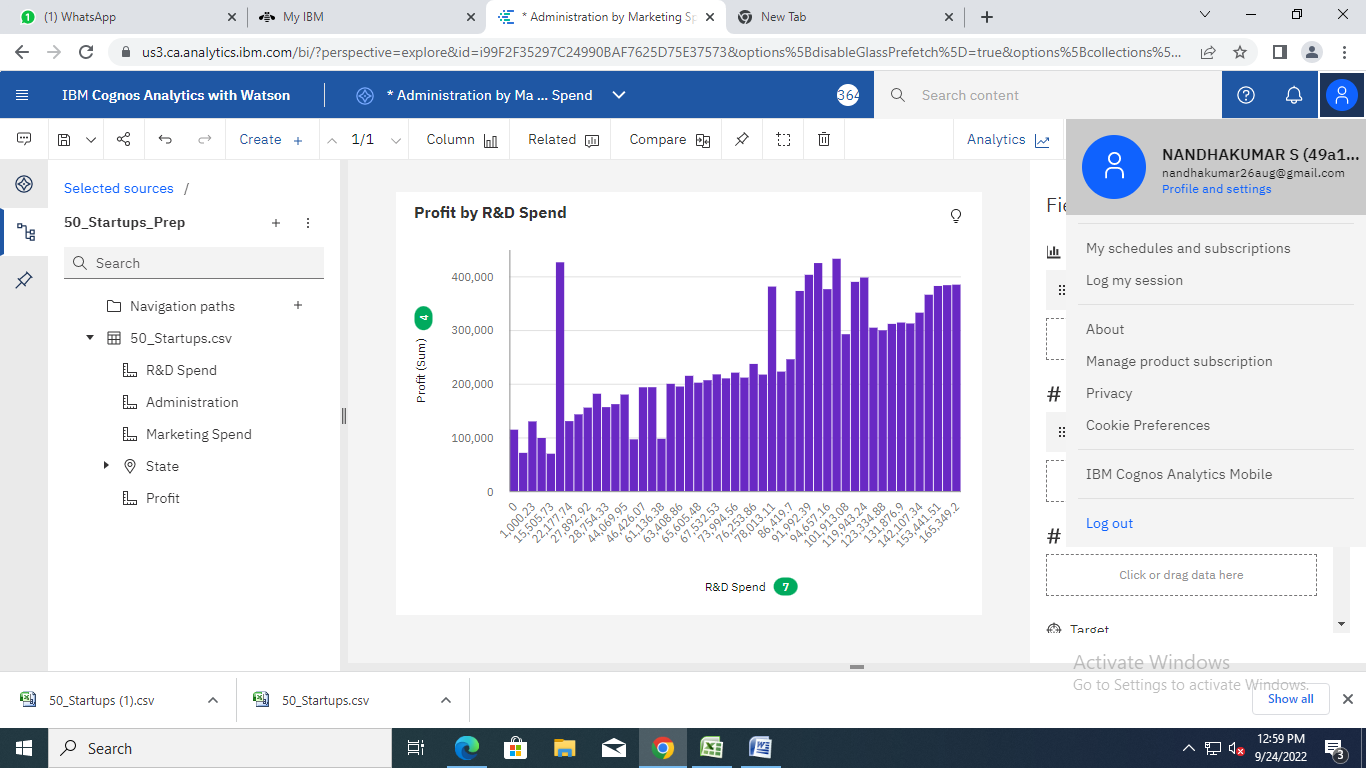 (1) WhatsApp
My IBM
* Administration by Marketing Sp
New Tab
us3.ca.analytics.ibm.com/bi/?perspective=explore&id=i99F2F35297C24990BAF7625D75E37573&options%5BdisableGlassPrefetch%5D=true&options%5Bcollections%5...
IBM Cognos Analytics with Watson
* Administration by Ma ... Spend
364
Search content
Create +
1/1
Column
Related
Compare
Analytics
NANDHAKUMAR S (49a1...
nandhakumar26aug@gmail.com
Profile and settings
My schedules and subscriptions
Log my session
About
Manage product subscription
Privacy
Cookie Preferences
IBM Cognos Analytics Mobile
Log out
Selected sources /
50_Startups_Prep
Search
Navigation paths
50_Startups.csv
R&D Spend
Administration
Marketing Spend
State
Profit
Profit by R&D Spend
400,000
300,000
200,000
100,000
0
Profit (Sum) 4
0
1,000.23
15,505.73
22,177.74
27,892.92
28,754.33
44,069.95
46,426.07
61,136.38
63,408.86
65,605.48
67,532.53
73,994.56
76,253.86
78,013.11
86,419.7
91,992.39
94,657.16
101,913.08
119,943.24
123,334.88
131,876.9
142,107.34
153,441.51
165,349.2
R&D Spend 7
Fie
#
#
Click or drag data here
Target
Activate Windows
Go to Settings to activate Windows.
50_Startups (1).csv
50_Startups.csv
Show all
Search
12:59 PM
9/24/2022
3